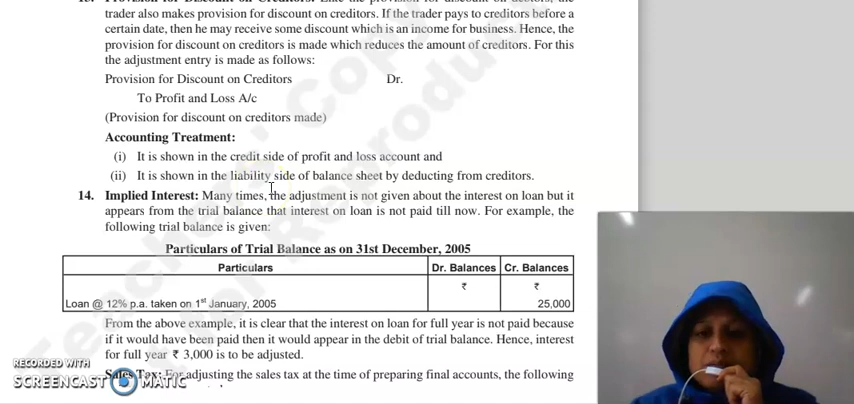 trader also makes provision for discount on creditors. If the trader pays to creditors before a
certain date, then he may receive some discount which is an income for business. Hence, the
provision for discount on creditors is made which reduces the amount of creditors. For this
the adjustment entry is made as follows:
Provision for Discount on Creditors Dr.
To Profit and Loss A/c
(Provision for discount on creditors made)
Accounting Treatment:
(i) It is shown in the credit side of profit and loss account and
(ii) It is shown in the liability side of balance sheet by deducting from creditors.
14. Implied Interest: Many times, the adjustment is not given about the interest on loan but it
appears from the trial balance that interest on loan is not paid till now. For example, the
following trial balance is given:
Particulars of Trial Balance as on 31st December, 2005
Particulars Dr. Balances Cr. Balances
₹ ₹
Loan @ 12% p.a. taken on 1st January, 2005 25,000
From the above example, it is clear that the interest on loan for full year is not paid because
if it would have been paid then it would appear in the debit of trial balance. Hence, interest
for full year ₹ 3,000 is to be adjusted.
Sales Tax: For adjusting the sales tax at the time of preparing final accounts, the following
RECORDED WITH
SCREENCAST MATIC